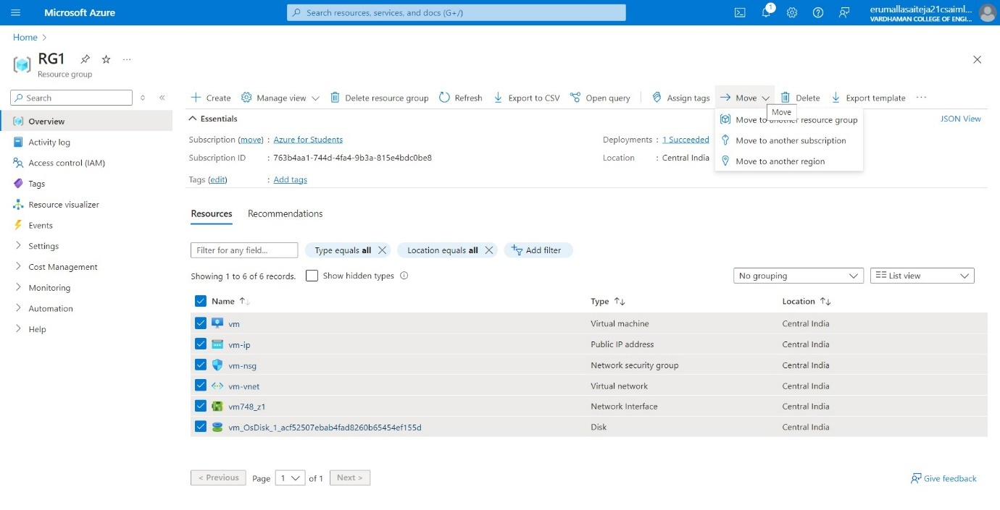 Microsoft Azure
Search resources, services, and docs (G+/)
1
erumallasaiteja21csaiml...
VARDHAMAN COLLEGE OF ENGI...
Home >
RG1
Resource group
Search
Create
Manage view
Delete resource group
Refresh
Export to CSV
Open query
Assign tags
Move
Delete
Export template
Overview
Activity log
Access control (IAM)
Tags
Resource visualizer
Events
Settings
Cost Management
Monitoring
Automation
Help
Essentials
JSON View
Subscription (move) : Azure for Students
Subscription ID : 763b4aa1-744d-4fa4-9b3a-815e4bdc0be8
Tags (edit) : Add tags
Deployments : 1 Succeeded
Location : Central India
Move
Move to another resource group
Move to another subscription
Move to another region
Resources Recommendations
Filter for any field...
Type equals all
Location equals all
Add filter
Showing 1 to 6 of 6 records.
Show hidden types
No grouping
List view
Name Type Location
vm Virtual machine Central India
vm-ip Public IP address Central India
vm-nsg Network security group Central India
vm-vnet Virtual network Central India
vm748_z1 Network Interface Central India
vm_OsDisk_1_acf52507ebab4fad8260b65454ef155d Disk Central India
< Previous Page 1 of 1 Next >
Give feedback